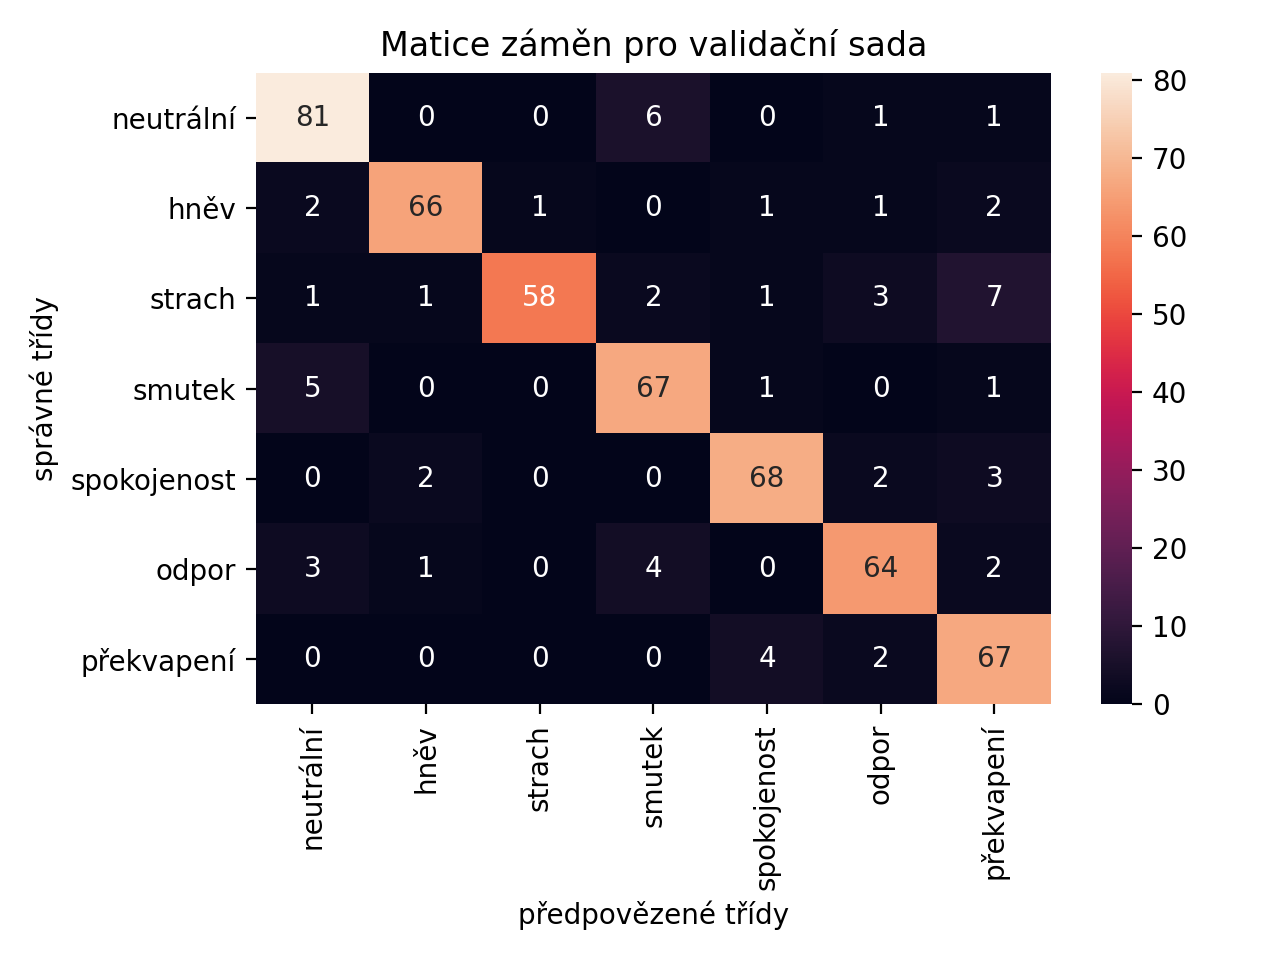 Matice záměn pro validační sada
neutrální 81 0 0 6 0 1 1
hněv 2 66 1 0 1 1 2
strach 1 1 58 2 1 3 7
smutek 5 0 0 67 1 0 1
spokojenost 0 2 0 0 68 2 3
odpor 3 1 0 4 0 64 2
překvapení 0 0 0 0 4 2 67
správné třídy
neutrální hněv strach smutek spokojenost odpor překvapení
předpovězené třídy
80
70
60
50
40
30
20
10
0